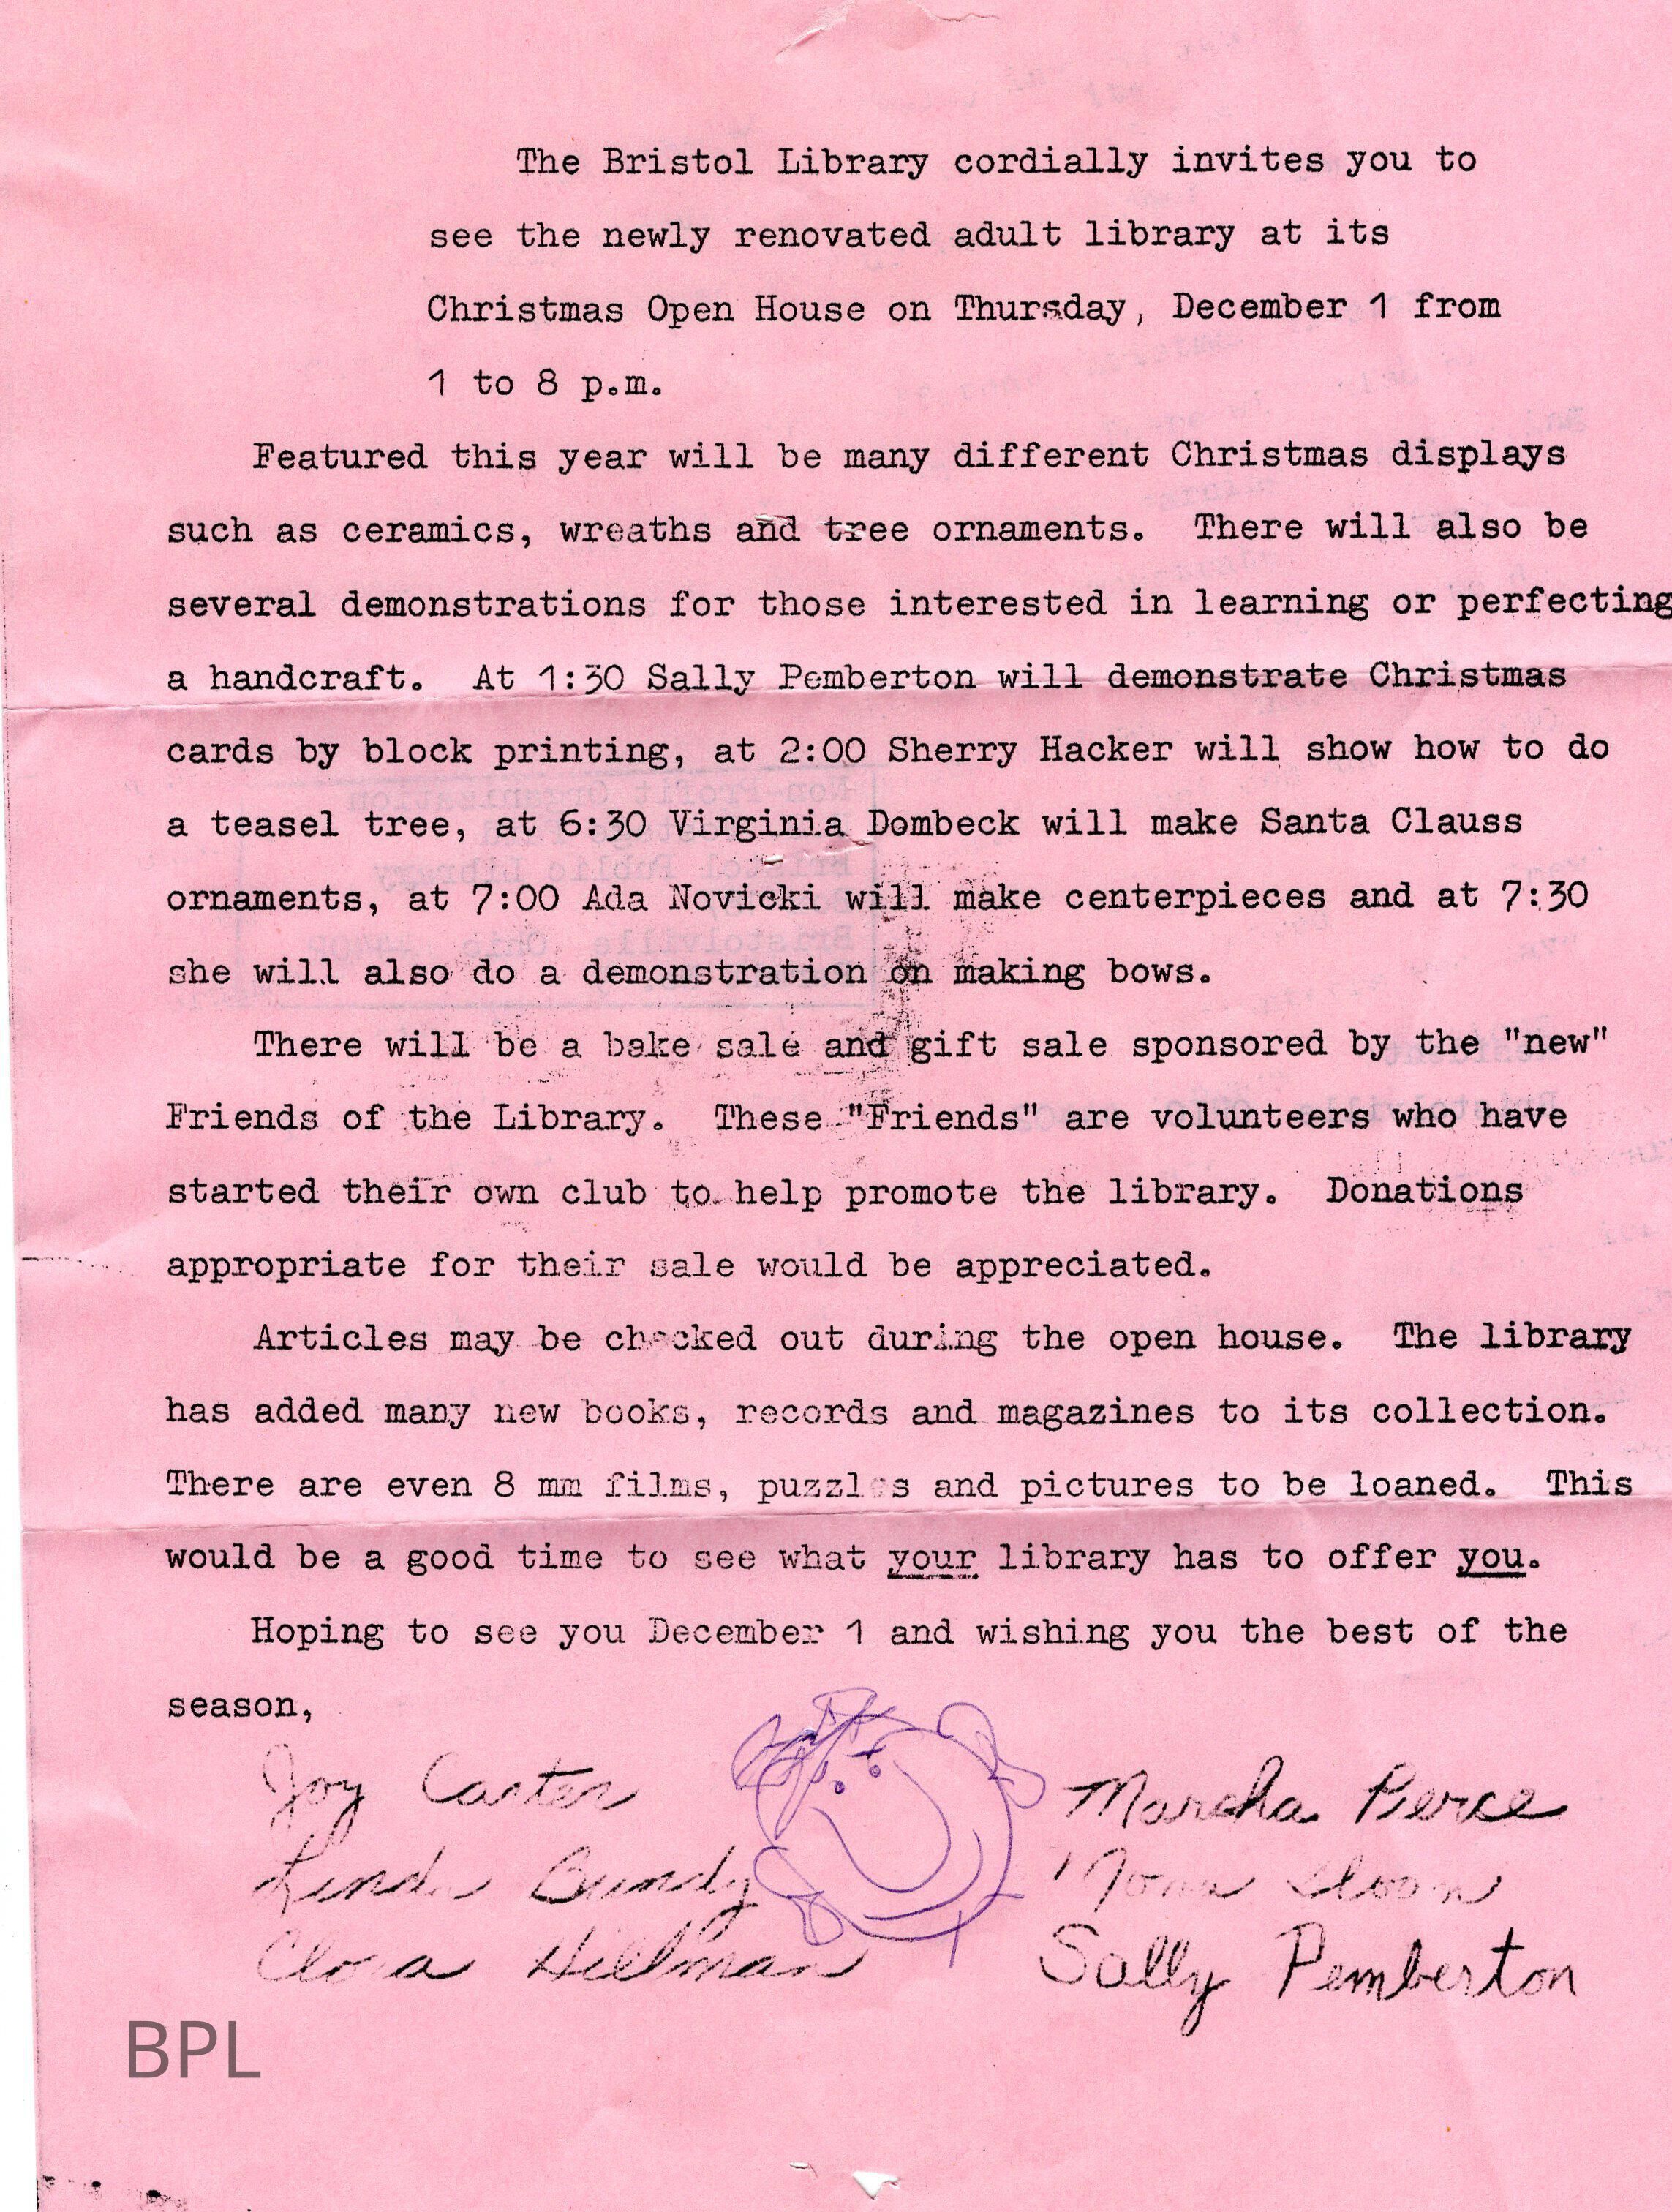 The Bristol Library cordially invites you to
see the newly renovated adult library at its
Christmas Open House on Thursday, December 1 from
1 to 8 p.m.
Featured this year will be many different Christmas displays
such as ceramics, wreaths and tree ornaments. There will also be
several demonstrations for those interested in learning or perfecting
a handcraft. At 1:30 Sally Pemberton will demonstrate Christmas
cards by block printing, at 2:00 Sherry Hacker will show how to do
a teasel tree, at 6:30 Virginia Dombeck will make Santa Clauss
ornaments, at 7:00 Ada Novicki will make centerpieces and at 7:30
she will also do a demonstration on making bows.
There will be a bake sale and gift sale sponsored by the "new"
Friends of the Library. These "Friends" are volunteers who have
started their own club to help promote the library. Donations
appropriate for their sale would be appreciated.
Articles may be checked out during the open house. The library
has added many new books, records and magazines to its collection.
There are even 8 mm films, puzzles and pictures to be loaned. This
would be a good time to see what your library has to offer you.
Hoping to see you December 1 and wishing you the best of the
season,
Joy Carter
Marcha Pierce
Linda Bundy
Hillman
Sally Pemberton
BPL